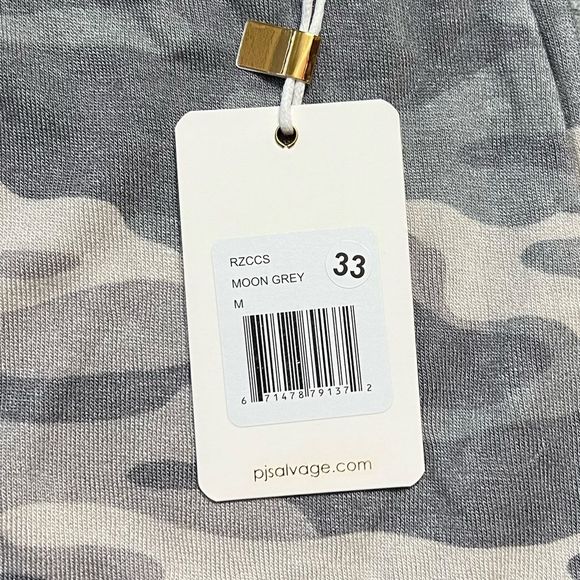 RZCCS
33
MOON GREY
M
6 71478 79137 2
pjsalvage.com